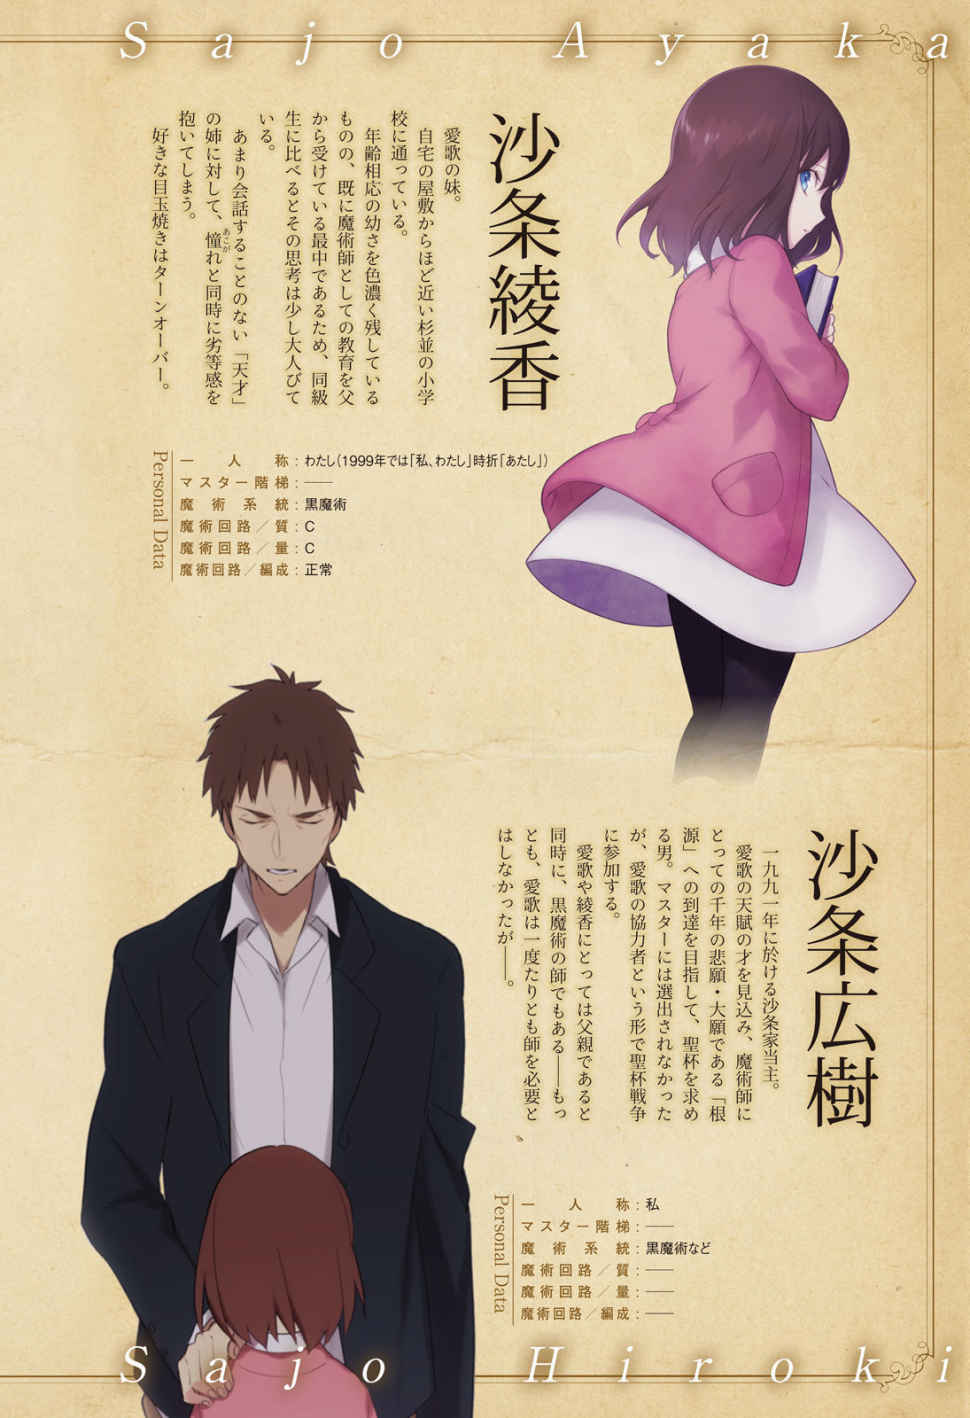 Sajo Ayaka
沙条綾香
愛歌の妹。
自宅の屋敷からほど近い杉並の小学
校に通っている。
年齢相応の幼さを色濃く残している
ものの、既に魔術師としての教育を父
から受けている最中であるため、同級
生に比べるとその思考は少し大人びて
いる。
あまり会話することのない「天才」
の姉に対して、憧れと同時に劣等感を
あこが
抱いてしまう。
好きな目玉焼きはターンオーバー。
Personal Data
一人称：わたし（1999年では「私、わたし」時折「あたし」）
マスター階梯：――
魔術系統：黒魔術
魔術回路／質：C
魔術回路／量：C
魔術回路／編成：正常
沙条広樹
一九九一年に於ける沙条家当主。
愛歌の天賦の才を見込み、魔術師に
とっての千年の悲願・大願である「根
源」への到達を目指して、聖杯を求め
る男。マスターには選出されなかった
が、愛歌の協力者という形で聖杯戦争
に参加する。
愛歌や綾香にとっては父親であると
同時に、黒魔術の師でもある――もっ
とも、愛歌は一度たりとも師を必要と
はしなかったが――。
Personal Data
一人称：私
マスター階梯：――
魔術系統：黒魔術など
魔術回路／質：――
魔術回路／量：――
魔術回路／編成：――
Sajo Hiroki